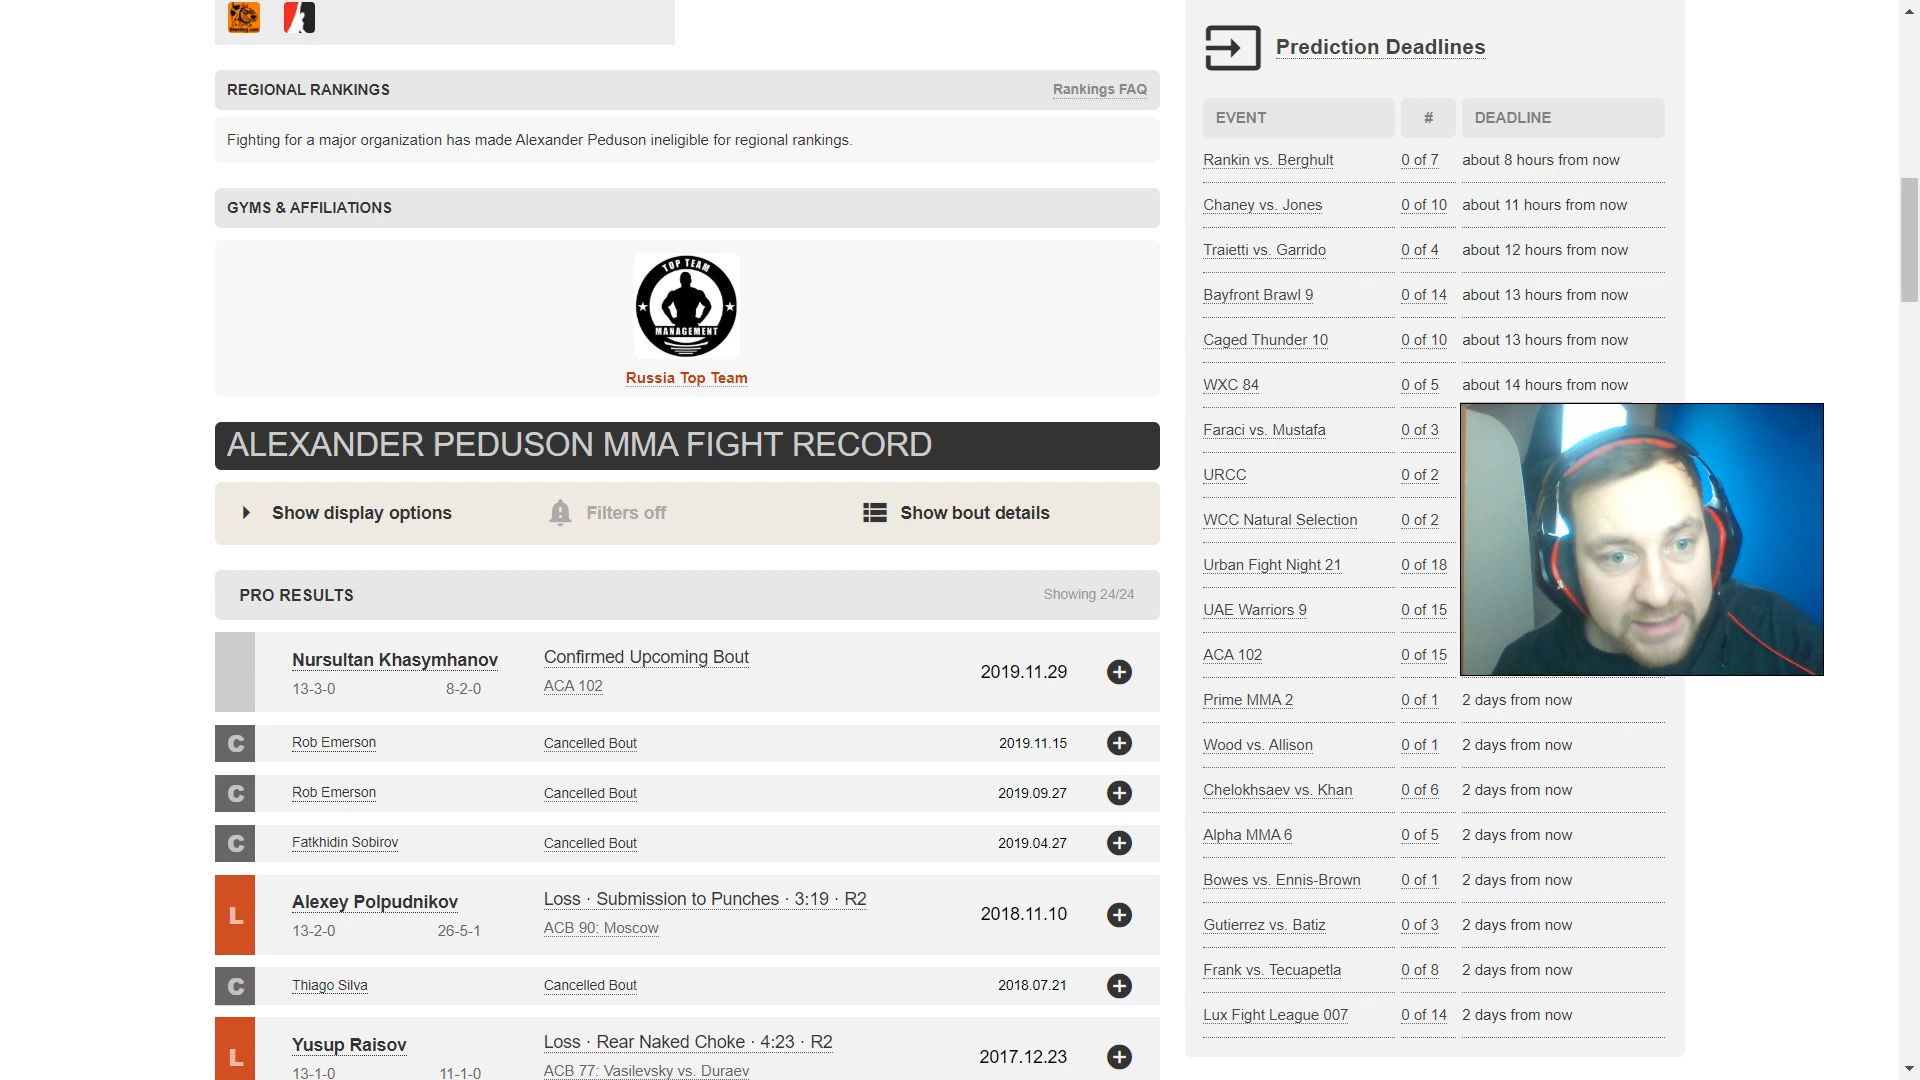 REGIONAL RANKINGS
Rankings FAQ
Fighting for a major organization has made Alexander Peduson ineligible for regional rankings.
GYMS & AFFILIATIONS
TOP TEAM
MANAGEMENT
Russia Top Team
ALEXANDER PEDUSON MMA FIGHT RECORD
Show display options
Filters off
Show bout details
PRO RESULTS
Showing 24/24
Nursultan Khasymhanov
Confirmed Upcoming Bout
2019.11.29
13-3-0
8-2-0
ACA 102
C Rob Emerson Cancelled Bout 2019.11.15
C Rob Emerson Cancelled Bout 2019.09.27
C Fatkhidin Sobirov Cancelled Bout 2019.04.27
L
Alexey Polpudnikov
Loss · Submission to Punches · 3:19 · R2
2018.11.10
13-2-0
26-5-1
ACB 90: Moscow
C Thiago Silva Cancelled Bout 2018.07.21
L
Yusup Raisov
Loss · Rear Naked Choke · 4:23 · R2
2017.12.23
13-1-0
11-1-0
ACB 77: Vasilevsky vs. Duraev
Prediction Deadlines
EVENT # DEADLINE
Rankin vs. Berghult 0 of 7 about 8 hours from now
Chaney vs. Jones 0 of 10 about 11 hours from now
Traietti vs. Garrido 0 of 4 about 12 hours from now
Bayfront Brawl 9 0 of 14 about 13 hours from now
Caged Thunder 10 0 of 10 about 13 hours from now
WXC 84 0 of 5 about 14 hours from now
Faraci vs. Mustafa 0 of 3
URCC 0 of 2
WCC Natural Selection 0 of 2
Urban Fight Night 21 0 of 18
UAE Warriors 9 0 of 15
ACA 102 0 of 15
Prime MMA 2 0 of 1 2 days from now
Wood vs. Allison 0 of 1 2 days from now
Chelokhsaev vs. Khan 0 of 6 2 days from now
Alpha MMA 6 0 of 5 2 days from now
Bowes vs. Ennis-Brown 0 of 1 2 days from now
Gutierrez vs. Batiz 0 of 3 2 days from now
Frank vs. Tecuapetla 0 of 8 2 days from now
Lux Fight League 007 0 of 14 2 days from now